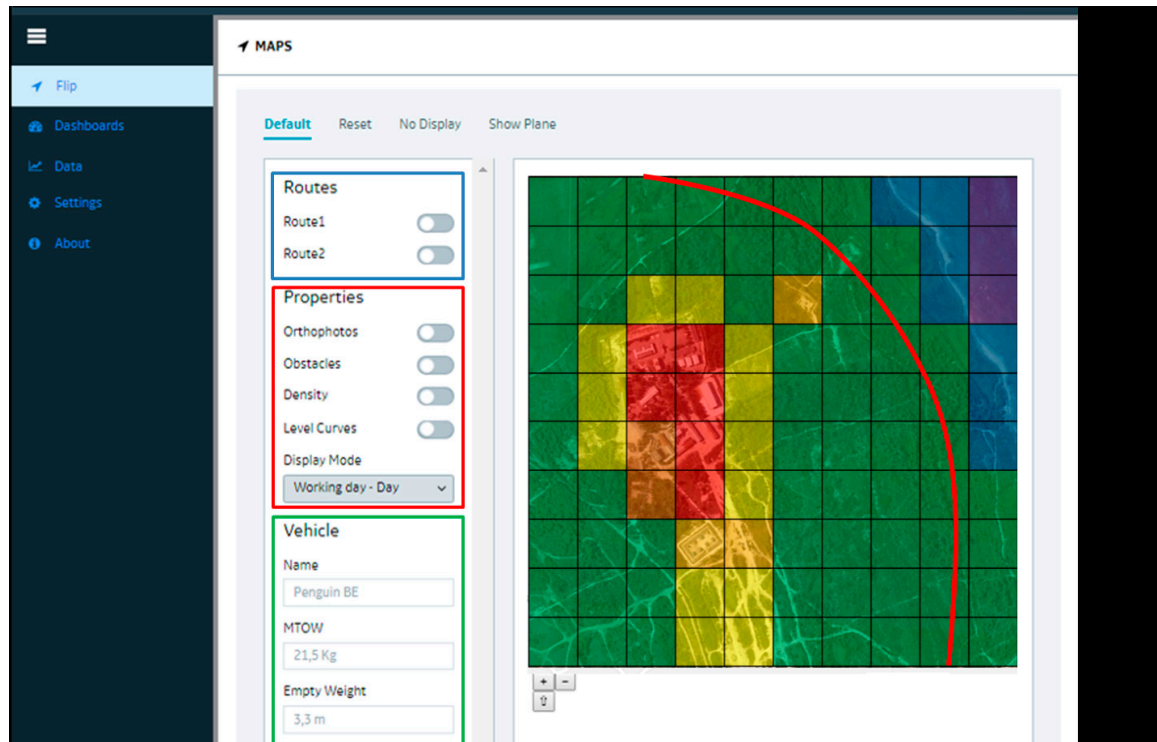 MAPS
Flip
Dashboards
Data
Settings
About
Default Reset No Display Show Plane
Routes
Route1
Route2
Properties
Orthophotos
Obstacles
Density
Level Curves
Display Mode
Working day - Day
Vehicle
Name
Penguin BE
MTOW
21,5 Kg
Empty Weight
3,3 m
+ -
⇧